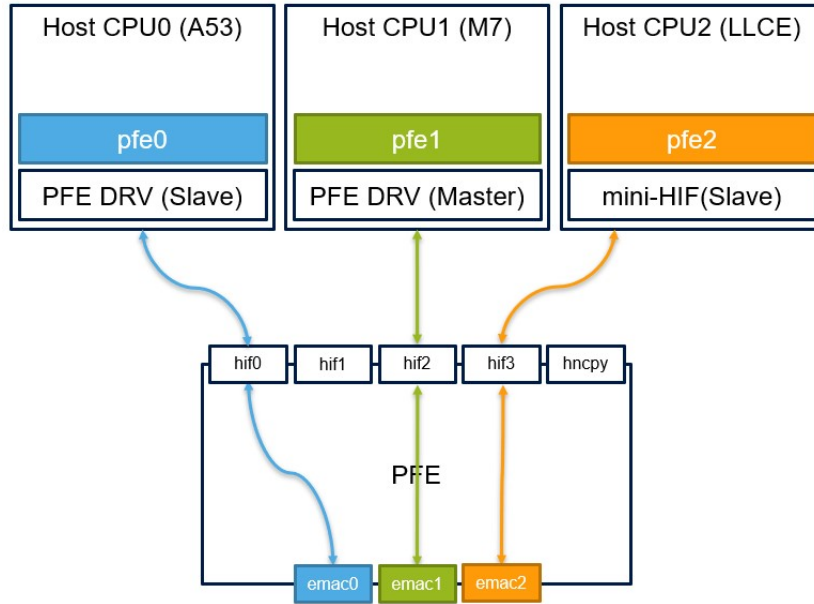 Host CPU0 (A53)
Host CPU1 (M7)
Host CPU2 (LLCE)
pfe0
pfe1
pfe2
PFE DRV (Slave)
PFE DRV (Master)
mini-HIF(Slave)
hif0
hif1
hif2
hif3
hncpy
PFE
emac0
emac1
emac2